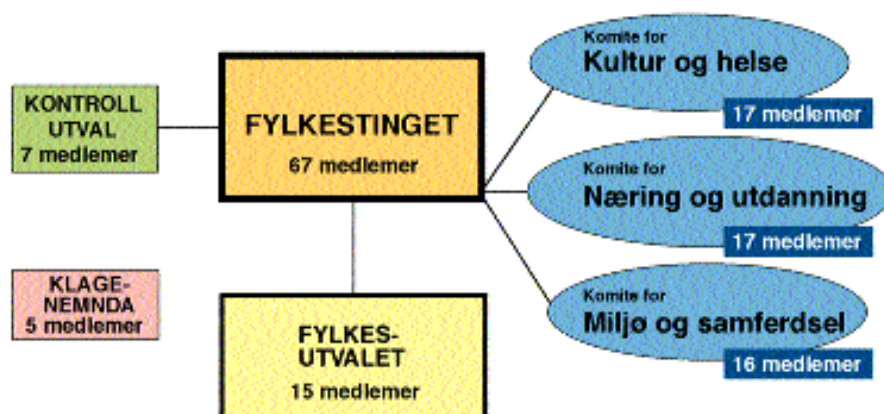 KONTROLL
UTVAL
7 medlemer
FYLKESTINGET
67 medlemer
Komite for
Kultur og helse
17 medlemer
Komite for
Næring og utdanning
17 medlemer
KLAGE-
NEMNDA
5 medlemer
FYLKES-
UTVALET
15 medlemer
Komite for
Miljø og samferdsel
16 medlemer